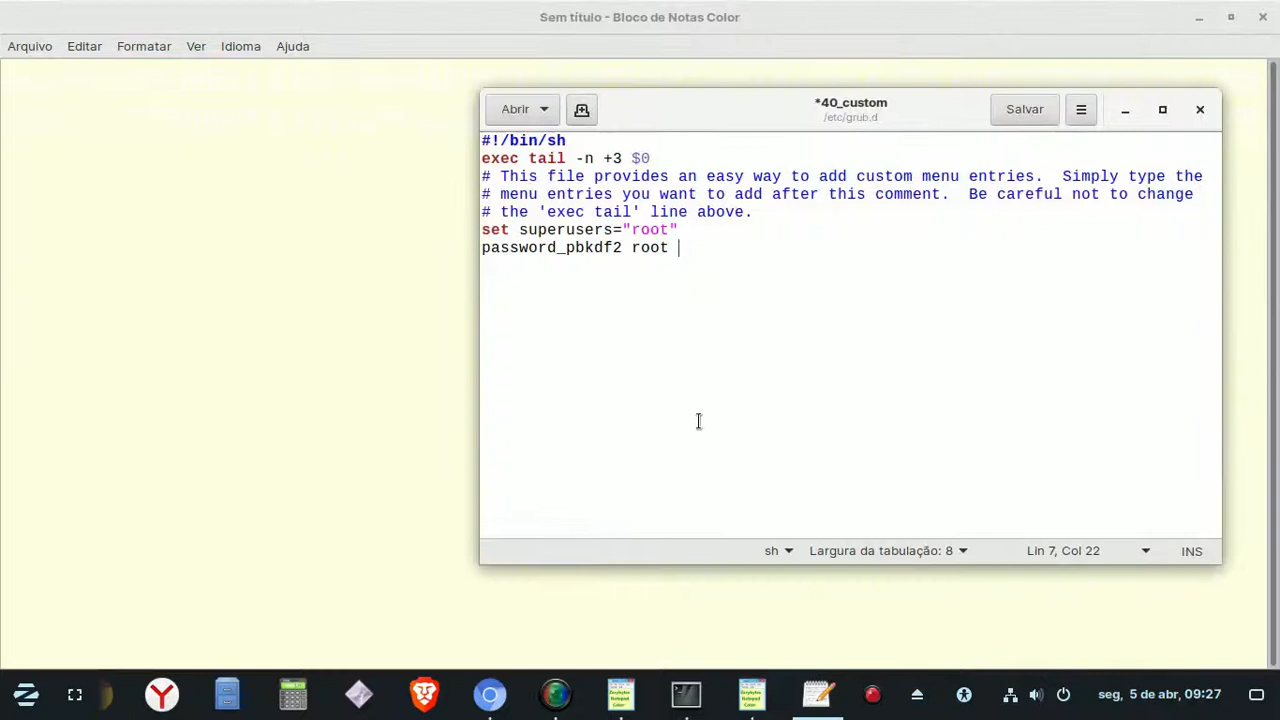 Sem título - Bloco de Notas Color
Arquivo Editar Formatar Ver Idioma Ajuda
Abrir
*40_custom
/etc/grub.d
Salvar
#!/bin/sh
exec tail -n +3 $0
# This file provides an easy way to add custom menu entries.  Simply type the
# menu entries you want to add after this comment.  Be careful not to change
# the 'exec tail' line above.
set superusers="root"
password_pbkdf2 root
sh Largura da tabulação: 8 Lin 7, Col 22 INS
seg, 5 de abr, 09:27